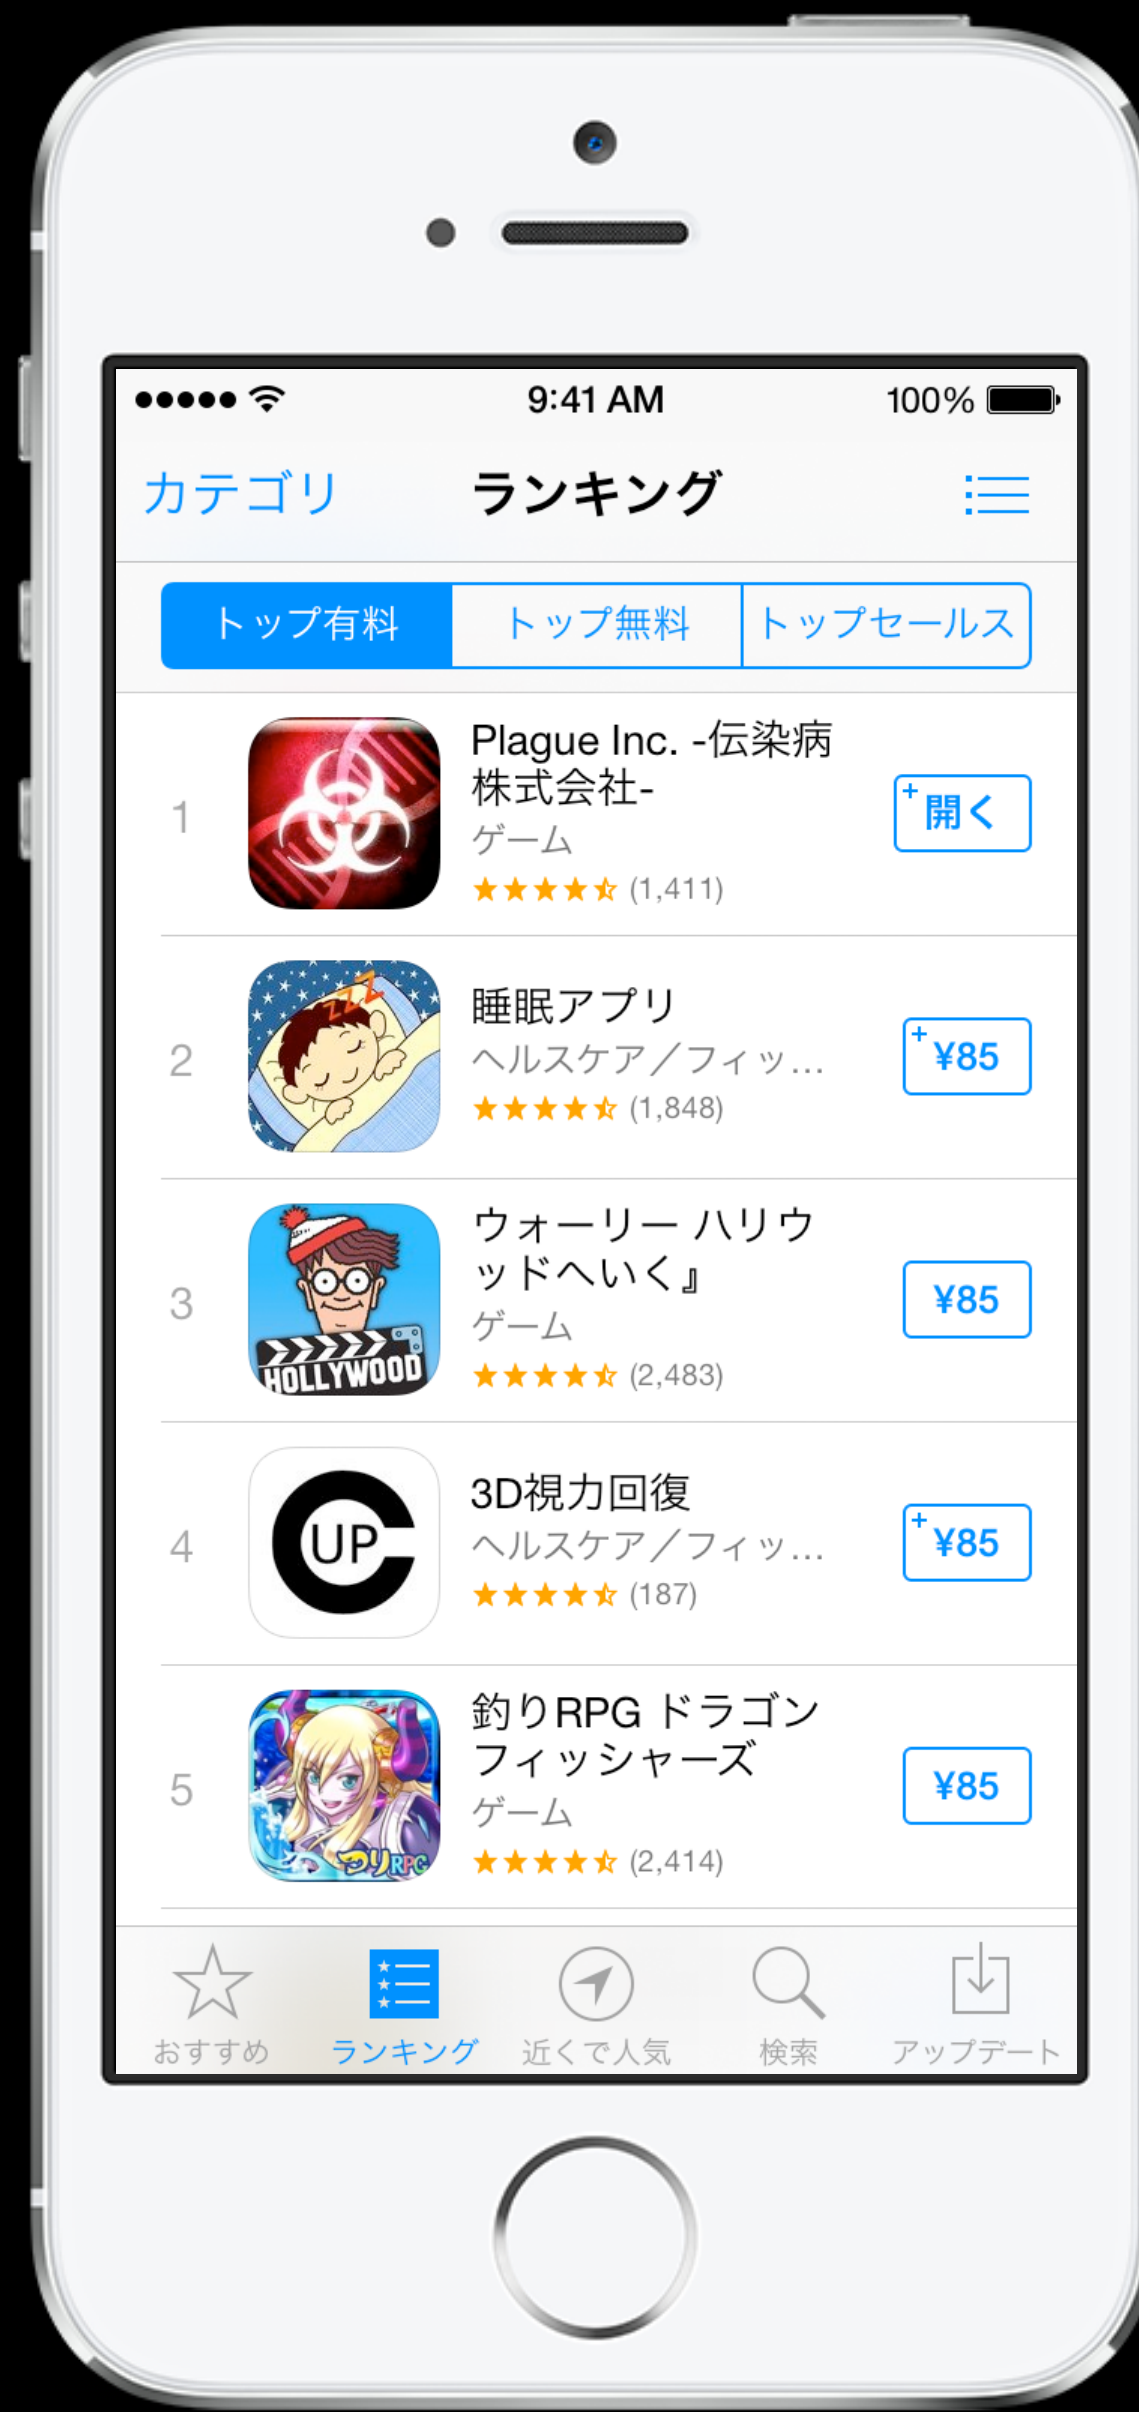 9:41 AM
100%
カテゴリ
ランキング
トップ有料
トップ無料
トップセールス
1
Plague Inc. -伝染病
株式会社-
ゲーム
(1,411)
+開く
2
zzz
睡眠アプリ
ヘルスケア／フィッ...
(1,848)
+¥85
3
HOLLYWOOD
ウォーリー ハリウ
ッドへいく』
ゲーム
(2,483)
¥85
4
UP
3D視力回復
ヘルスケア／フィッ...
(187)
+¥85
5
つりRPG
釣りRPG ドラゴン
フィッシャーズ
ゲーム
(2,414)
¥85
おすすめ
ランキング
近くで人気
検索
アップデート